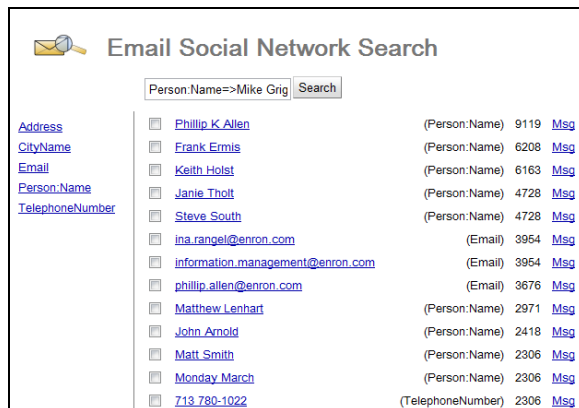 Email Social Network Search
Person:Name=>Mike Grig Search
Address
CityName
Email
Person:Name
TelephoneNumber
Phillip K Allen (Person:Name) 9119 Msg
Frank Ermis (Person:Name) 6208 Msg
Keith Holst (Person:Name) 6163 Msg
Janie Tholt (Person:Name) 4728 Msg
Steve South (Person:Name) 4728 Msg
ina.rangel@enron.com (Email) 3954 Msg
information.management@enron.com (Email) 3954 Msg
phillip.allen@enron.com (Email) 3676 Msg
Matthew Lenhart (Person:Name) 2971 Msg
John Arnold (Person:Name) 2418 Msg
Matt Smith (Person:Name) 2306 Msg
Monday March (Person:Name) 2306 Msg
713 780-1022 (TelephoneNumber) 2306 Msg